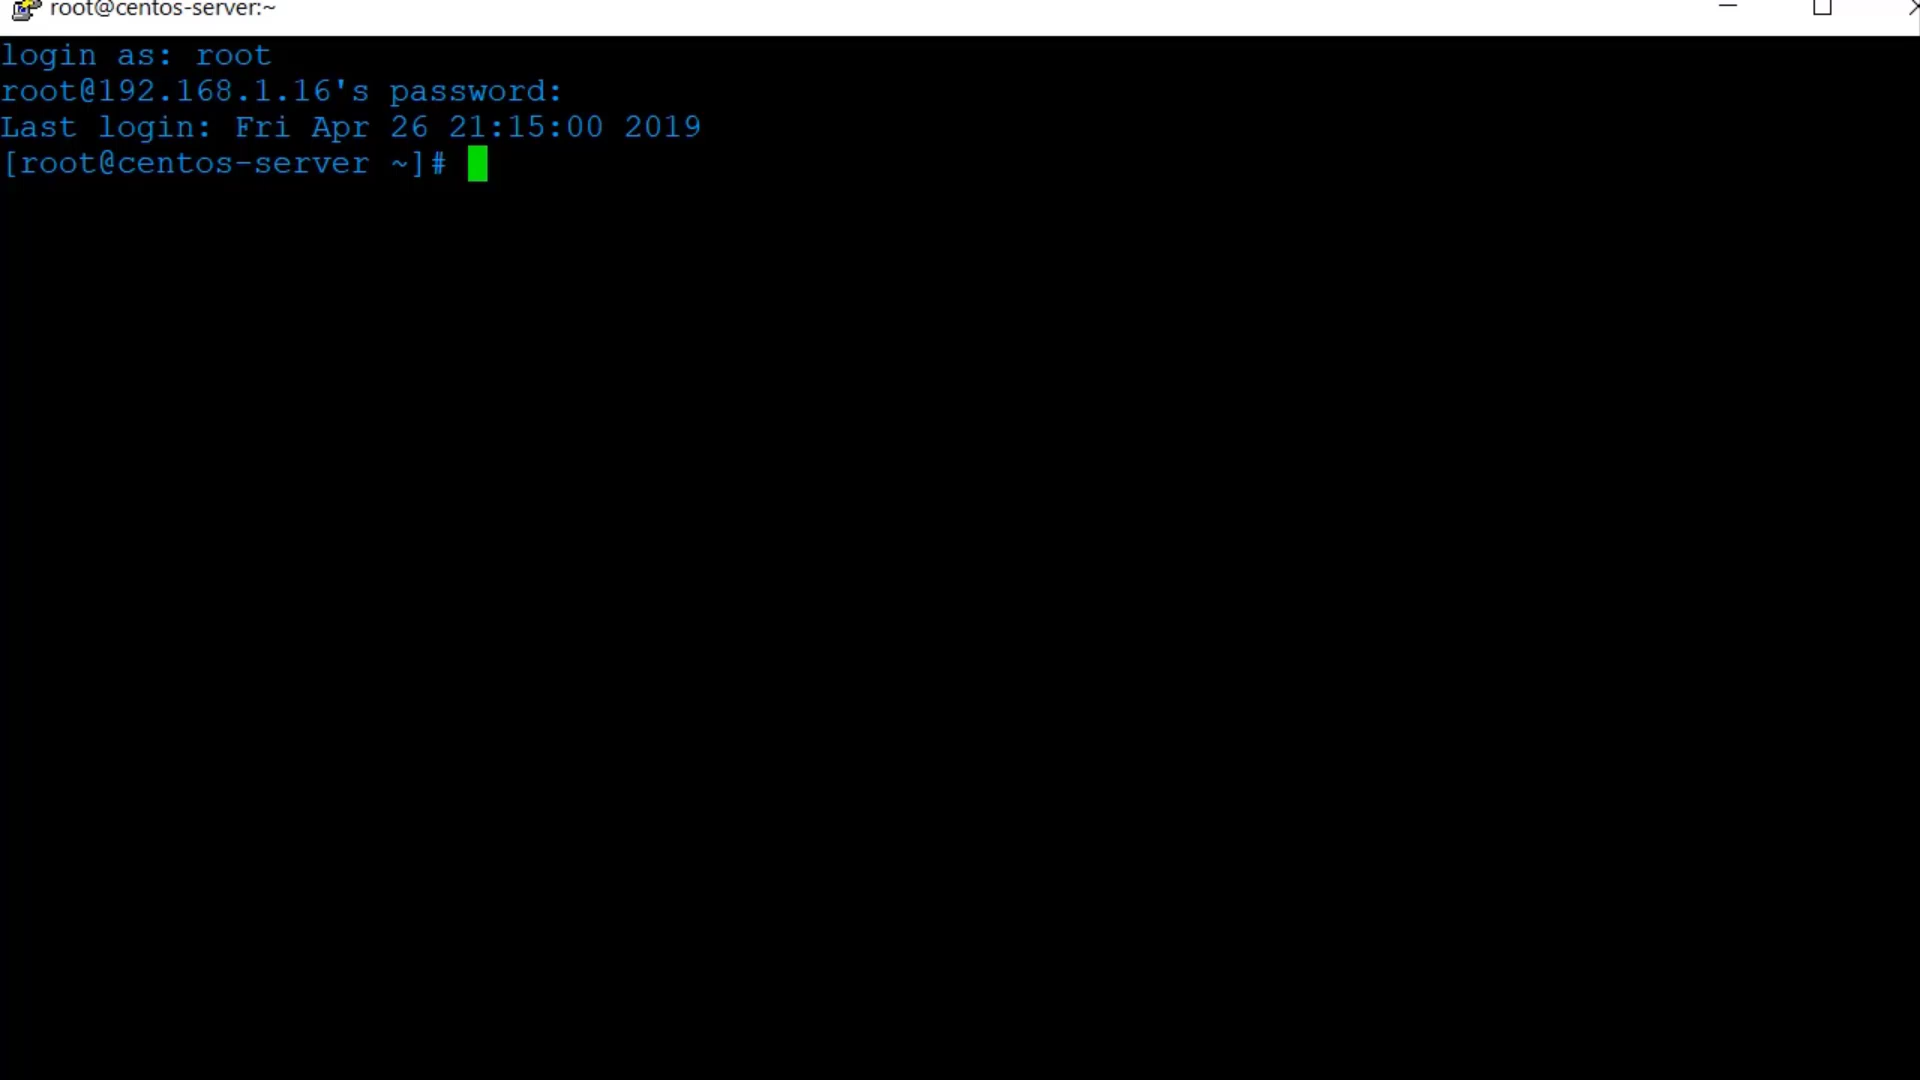 root@centos-server:~
login as: root
root@192.168.1.16's password:
Last login: Fri Apr 26 21:15:00 2019
[root@centos-server ~]#